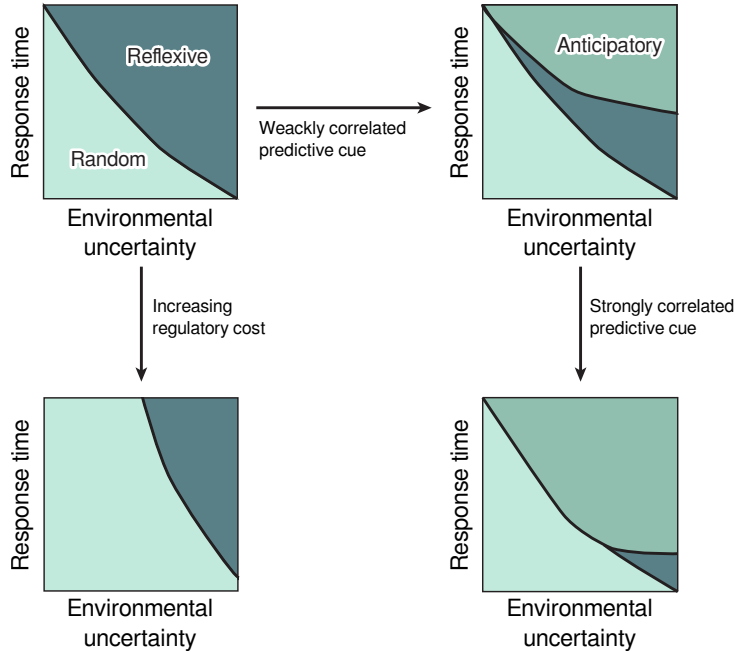 Response time
Reflexive
Random
Environmental
uncertainty
Weackly correlated
predictive cue
Response time
Anticipatory
Environmental
uncertainty
Increasing
regulatory cost
Strongly correlated
predictive cue
Response time
Environmental
uncertainty
Response time
Environmental
uncertainty